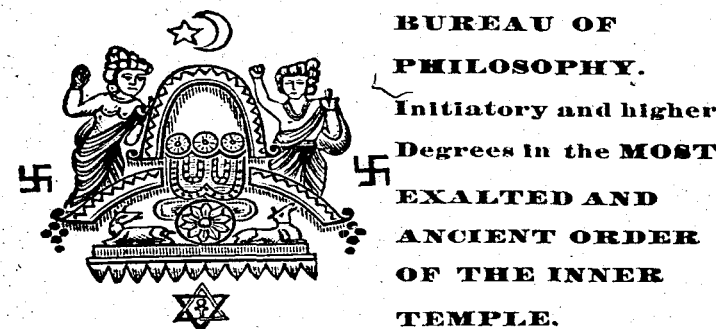 BUREAU OF
PHILOSOPHY.
Initiatory and higher
Degrees in the MOST
EXALTED AND
ANCIENT ORDER
OF THE INNER
TEMPLE.